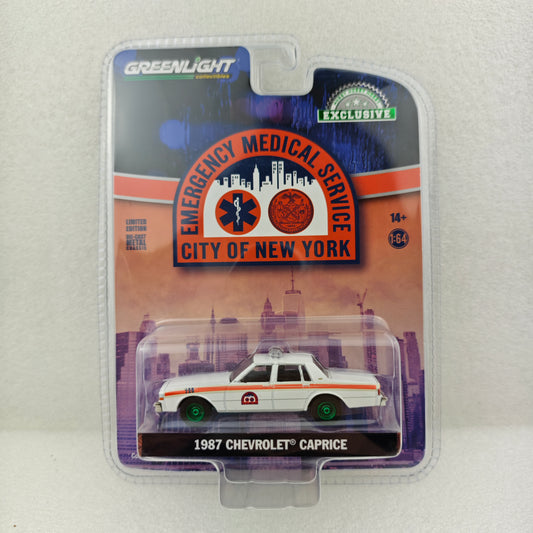 GREENLIGHT
collectibles
EXCLUSIVE
EMERGENCY MEDICAL SERVICE
CITY OF NEW YORK
LIMITED
EDITION
DIE-CAST
METAL
CHASSIS
14+
1:64
1987 CHEVROLET® CAPRICE